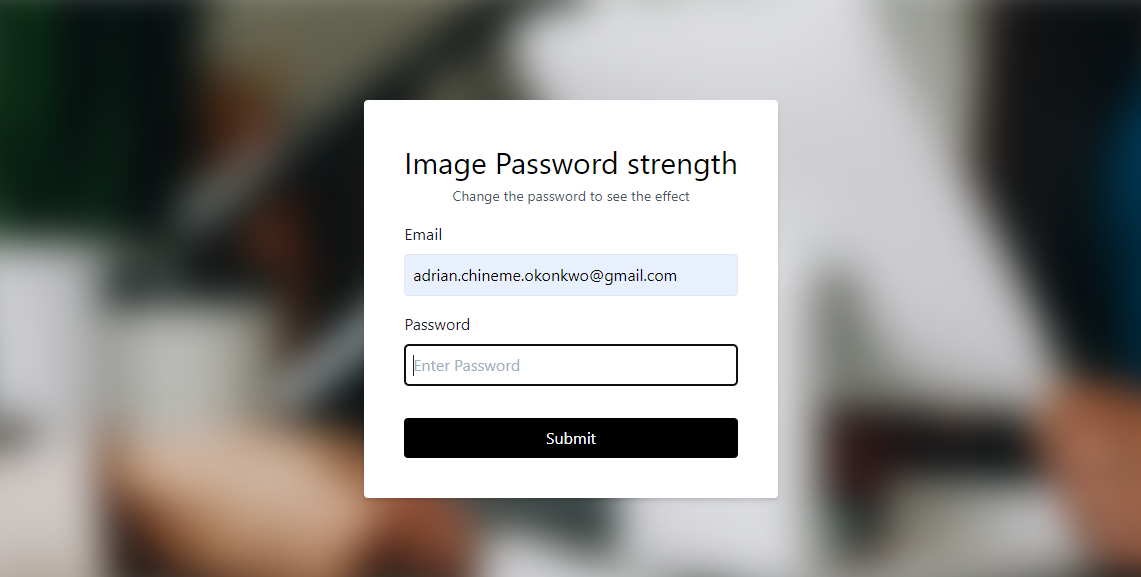 Image Password strength
Change the password to see the effect
Email
adrian.chineme.okonkwo@gmail.com
Password
Enter Password
Submit